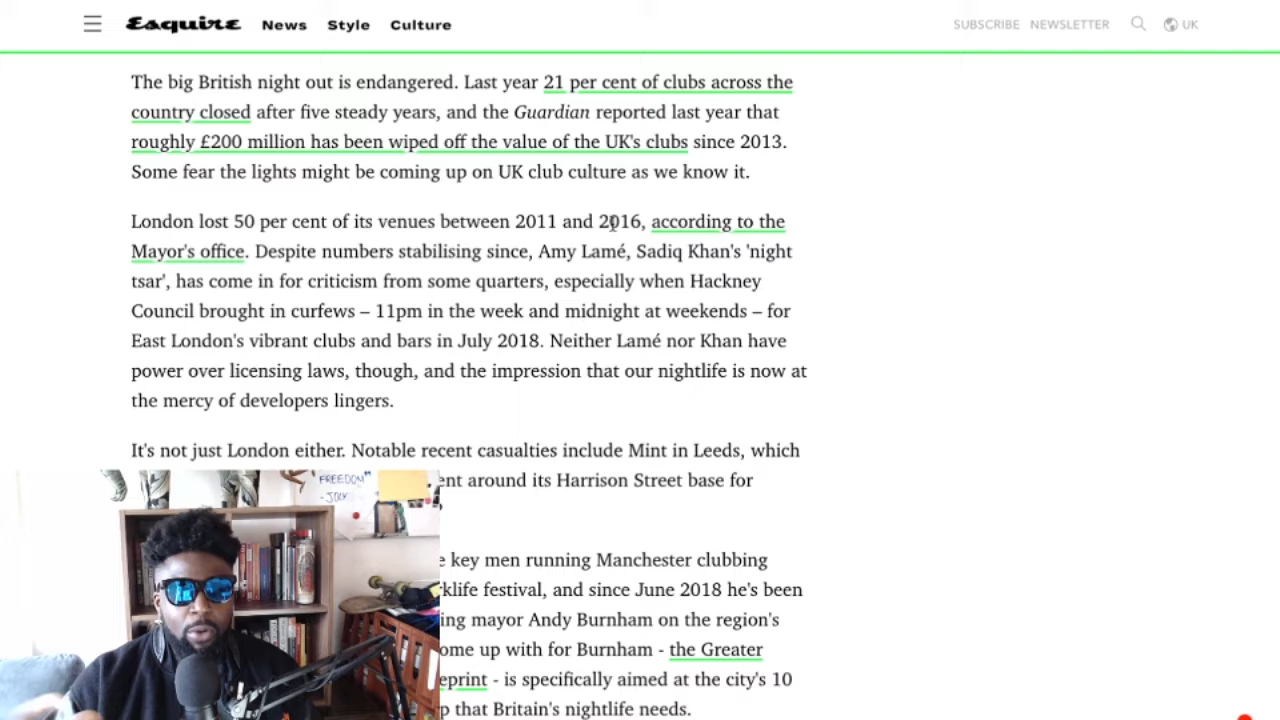 Esquire News Style Culture SUBSCRIBE NEWSLETTER UK
The big British night out is endangered. Last year 21 per cent of clubs across the
country closed after five steady years, and the Guardian reported last year that
roughly £200 million has been wiped off the value of the UK's clubs since 2013.
Some fear the lights might be coming up on UK club culture as we know it.
London lost 50 per cent of its venues between 2011 and 2016, according to the
Mayor's office. Despite numbers stabilising since, Amy Lamé, Sadiq Khan's 'night
tsar', has come in for criticism from some quarters, especially when Hackney
Council brought in curfews – 11pm in the week and midnight at weekends – for
East London's vibrant clubs and bars in July 2018. Neither Lamé nor Khan have
power over licensing laws, though, and the impression that our nightlife is now at
the mercy of developers lingers.
It's not just London either. Notable recent casualties include Mint in Leeds, which
ent around its Harrison Street base for
key men running Manchester clubbing
klife festival, and since June 2018 he's been
ing mayor Andy Burnham on the region's
ome up with for Burnham - the Greater
eprint - is specifically aimed at the city's 10
p that Britain's nightlife needs.
FREEDOM"